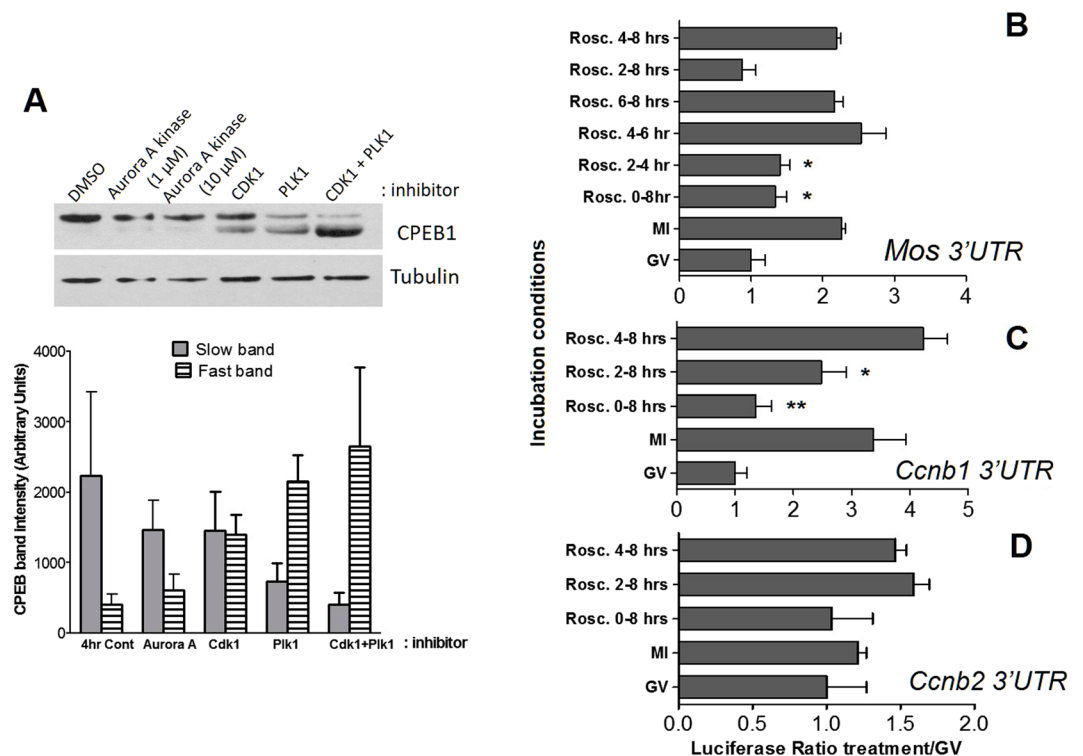 A
DMSO
Aurora A kinase
(1 µM)
Aurora A kinase
(10 µM)
CDK1
PLK1
CDK1 + PLK1
: inhibitor
CPEB1
Tubulin
Slow band
Fast band
CPEB band intensity (Arbitrary Units)
4000
3000
2000
1000
0
4hr Cont Aurora A Cdk1 Plk1 Cdk1+Plk1 : inhibitor
Incubation conditions
B
Rosc. 4-8 hrs
Rosc. 2-8 hrs
Rosc. 6-8 hrs
Rosc. 4-6 hr
Rosc. 2-4 hr *
Rosc. 0-8hr *
MI
GV
Mos 3'UTR
0 1 2 3 4
C
Rosc. 4-8 hrs
Rosc. 2-8 hrs *
Rosc. 0-8 hrs **
MI
GV
Ccnb1 3'UTR
0 1 2 3 4 5
D
Rosc. 4-8 hrs
Rosc. 2-8 hrs
Rosc. 0-8 hrs
MI
GV
Ccnb2 3'UTR
0.0 0.5 1.0 1.5 2.0
Luciferase Ratio treatment/GV